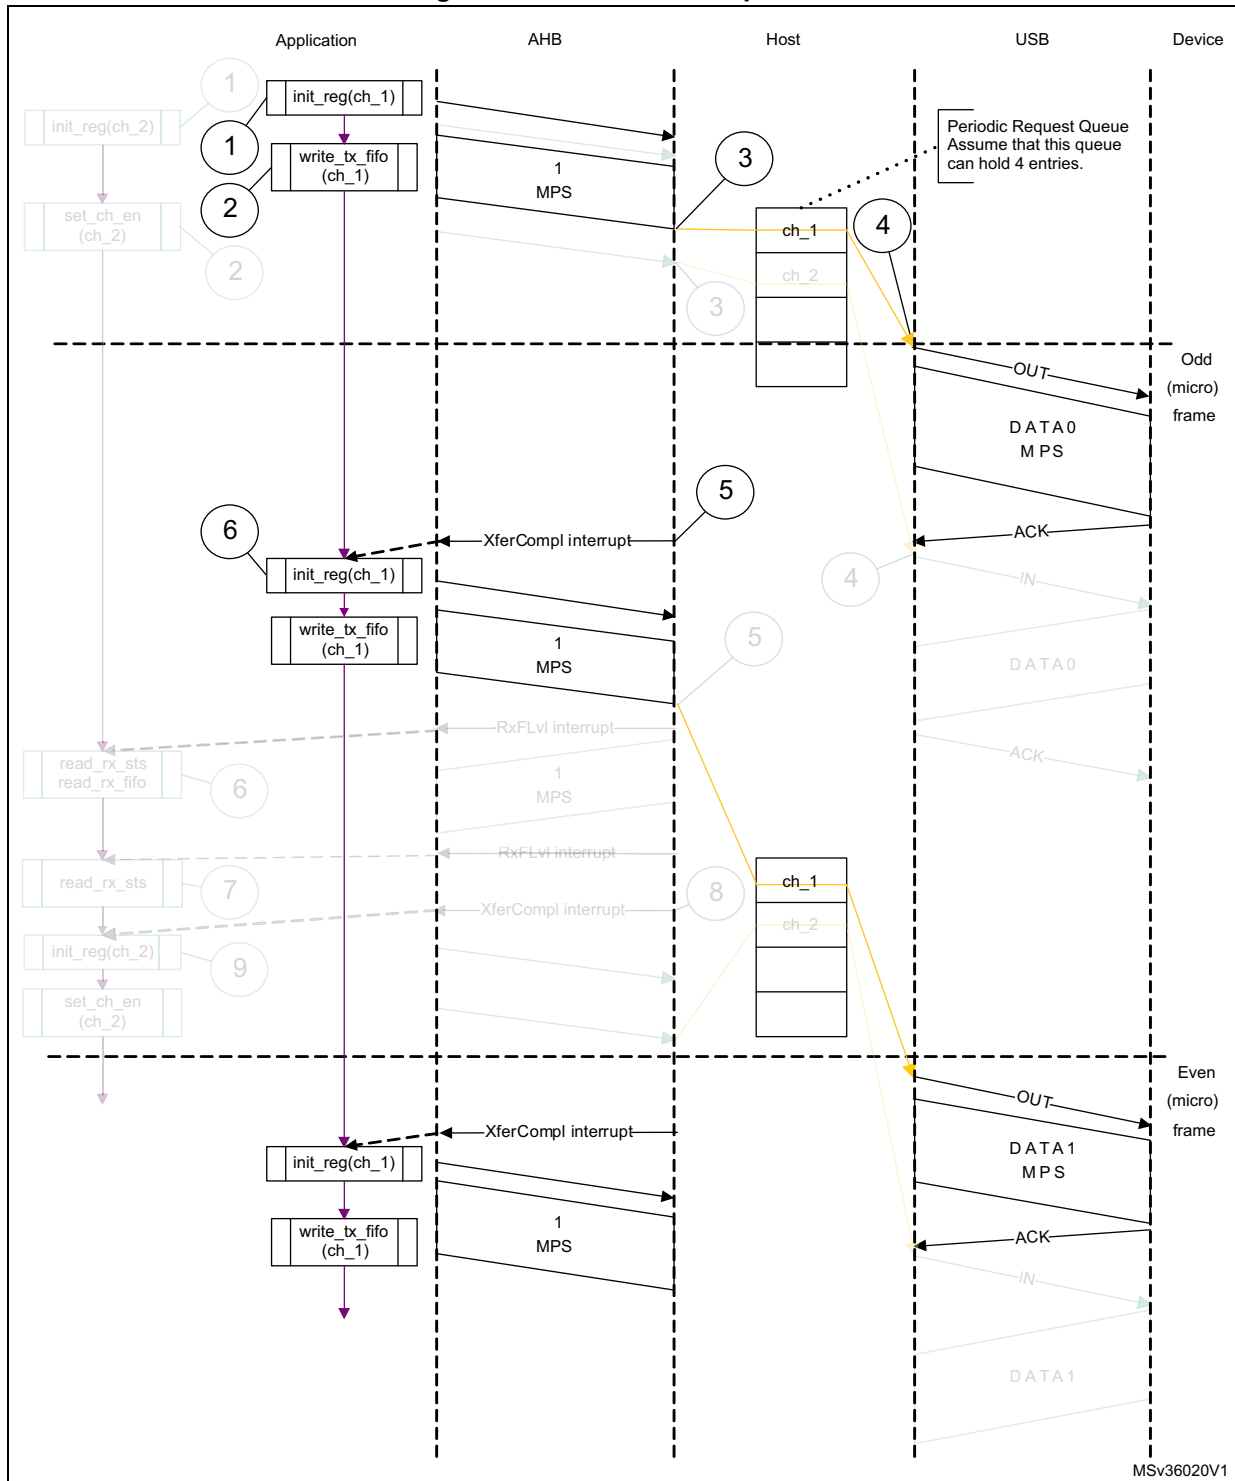 Application AHB Host USB Device
1
init_reg(ch_1)
init_reg(ch_2)
1
Periodic Request Queue
Assume that this queue
can hold 4 entries.
write_tx_fifo
(ch_1)
1
MPS
3
2
set_ch_en
(ch_2)
4
ch_1
2
ch_2
3
Odd
(micro)
frame
OUT
DATA0
MPS
5
6
XferCompl interrupt
ACK
init_reg(ch_1)
4
IN
write_tx_fifo
(ch_1)
1
MPS
5
DATA0
RxFLvl interrupt
ACK
read_rx_sts
read_rx_fifo
6
1
MPS
RxFLvl interrupt
read_rx_sts
7
8
ch_1
XferCompl interrupt
ch_2
init_reg(ch_2)
9
set_ch_en
(ch_2)
Even
(micro)
frame
OUT
XferCompl interrupt
init_reg(ch_1)
DATA1
MPS
write_tx_fifo
(ch_1)
1
MPS
ACK
IN
DATA1
MSv36020V1